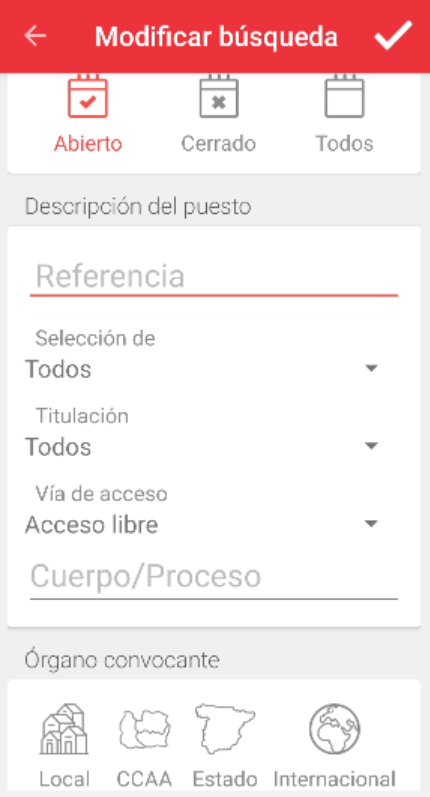 Modificar búsqueda
Abierto Cerrado Todos
Descripción del puesto
Referencia
Selección de
Todos
Titulación
Todos
Vía de acceso
Acceso libre
Cuerpo/Proceso
Órgano convocante
Local CCAA Estado Internacional